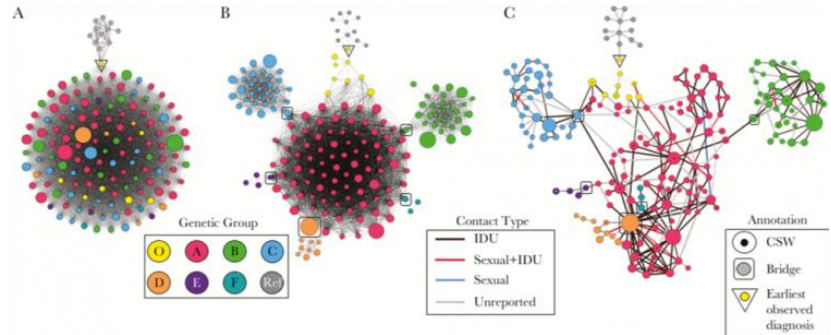 A
B
C
Genetic Group
O
A
B
C
D
E
F
Ref
Contact Type
IDU
Sexual+IDU
Sexual
Unreported
Annotation
CSW
Bridge
Earliest
observed
diagnosis